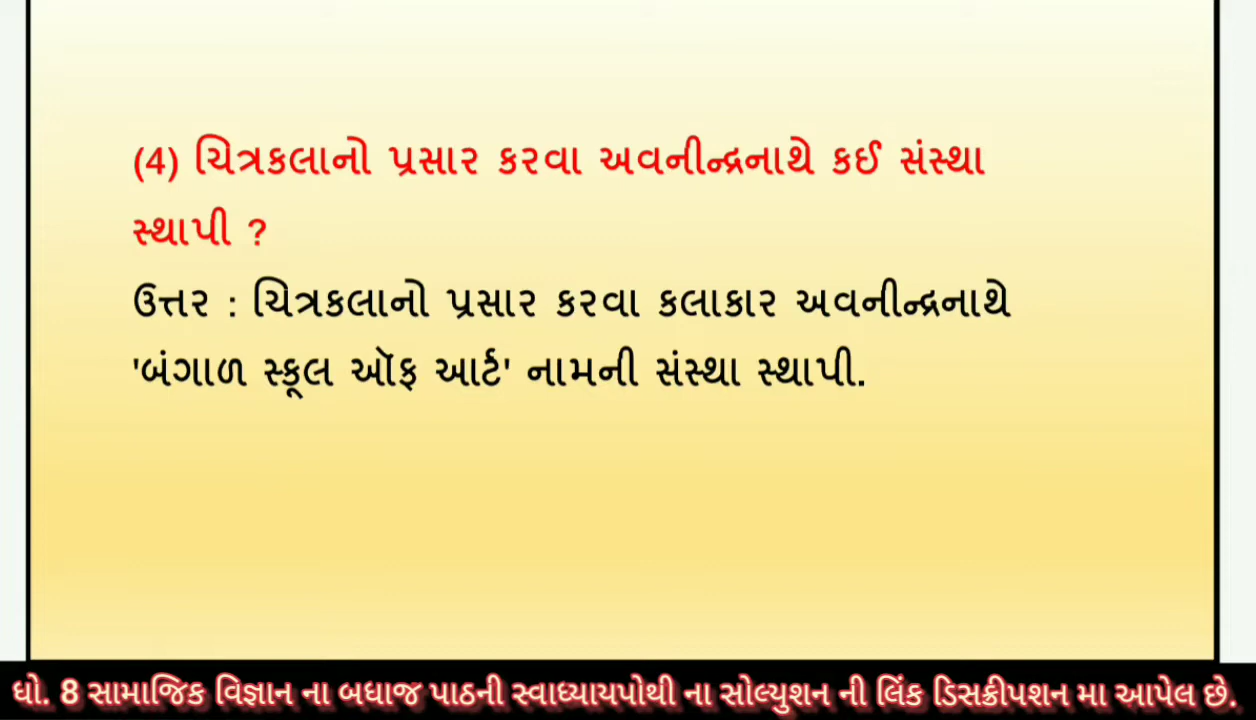 (4) ચિત્રકલાનો પ્રસાર કરવા અવનીન્દ્રનાથે કઈ સંસ્થા
સ્થાપી ?
ઉત્તર : ચિત્રકલાનો પ્રસાર કરવા કલાકાર અવનીન્દ્રનાથે
'બંગાળ સ્કૂલ ઑફ આર્ટ' નામની સંસ્થા સ્થાપી.
ધો. 8 સામાજિક વિજ્ઞાન ના બધાજ પાઠની સ્વાધ્યાયપોથી ના સોલ્યુશન ની લિંક ડિસક્રીપશન મા આપેલ છે.